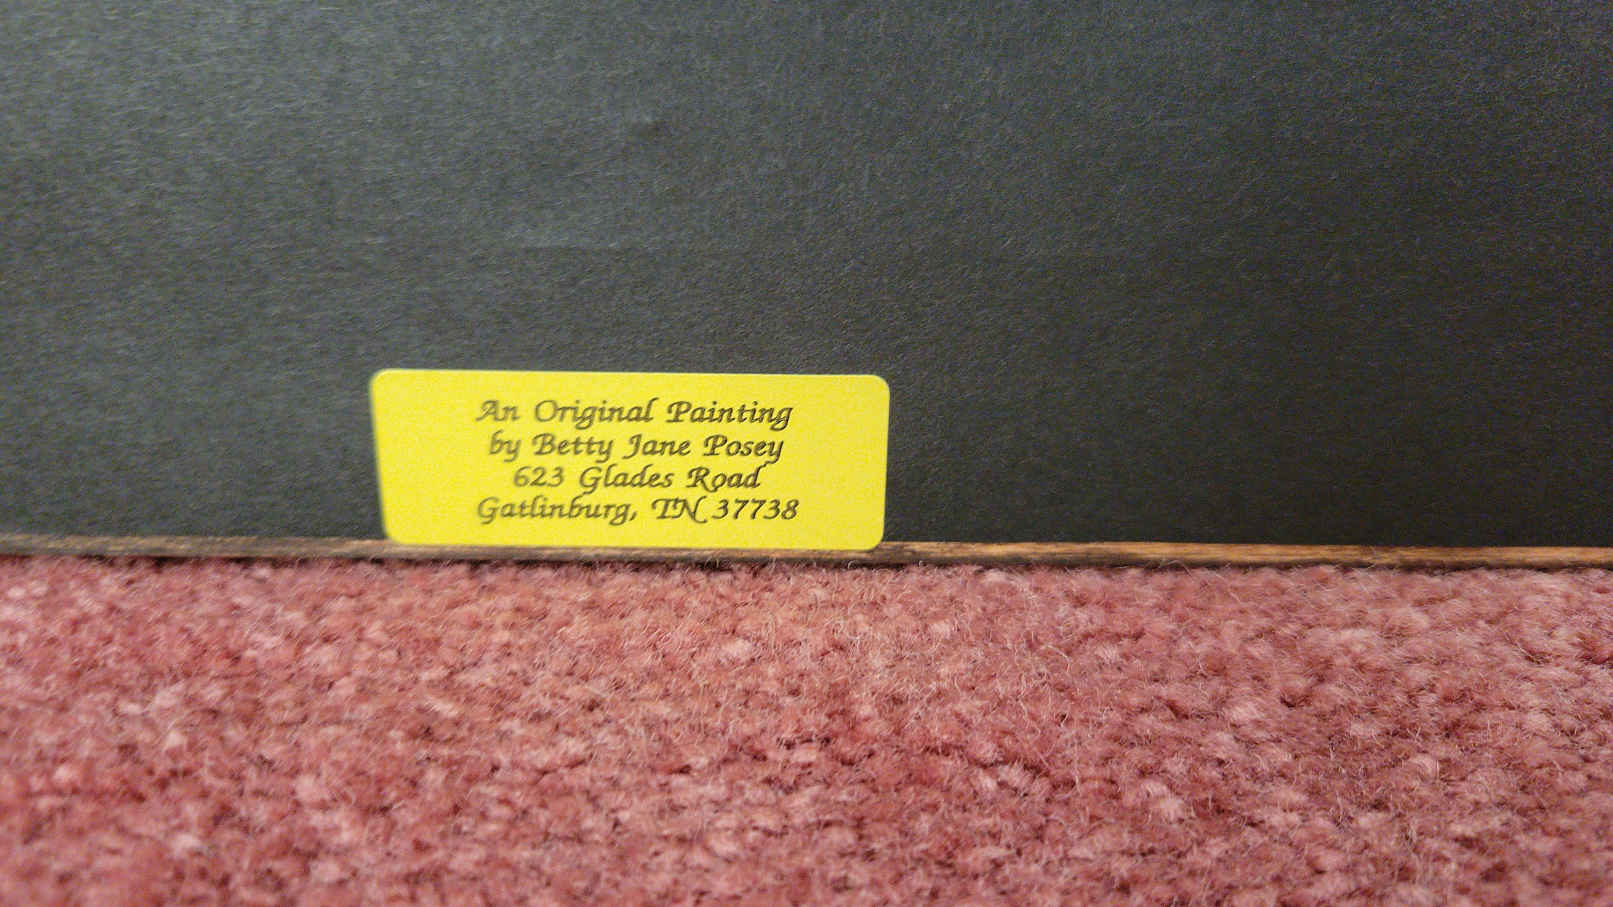 An Original Painting
by Betty Jane Posey
623 Glades Road
Gatlinburg, TN 37738